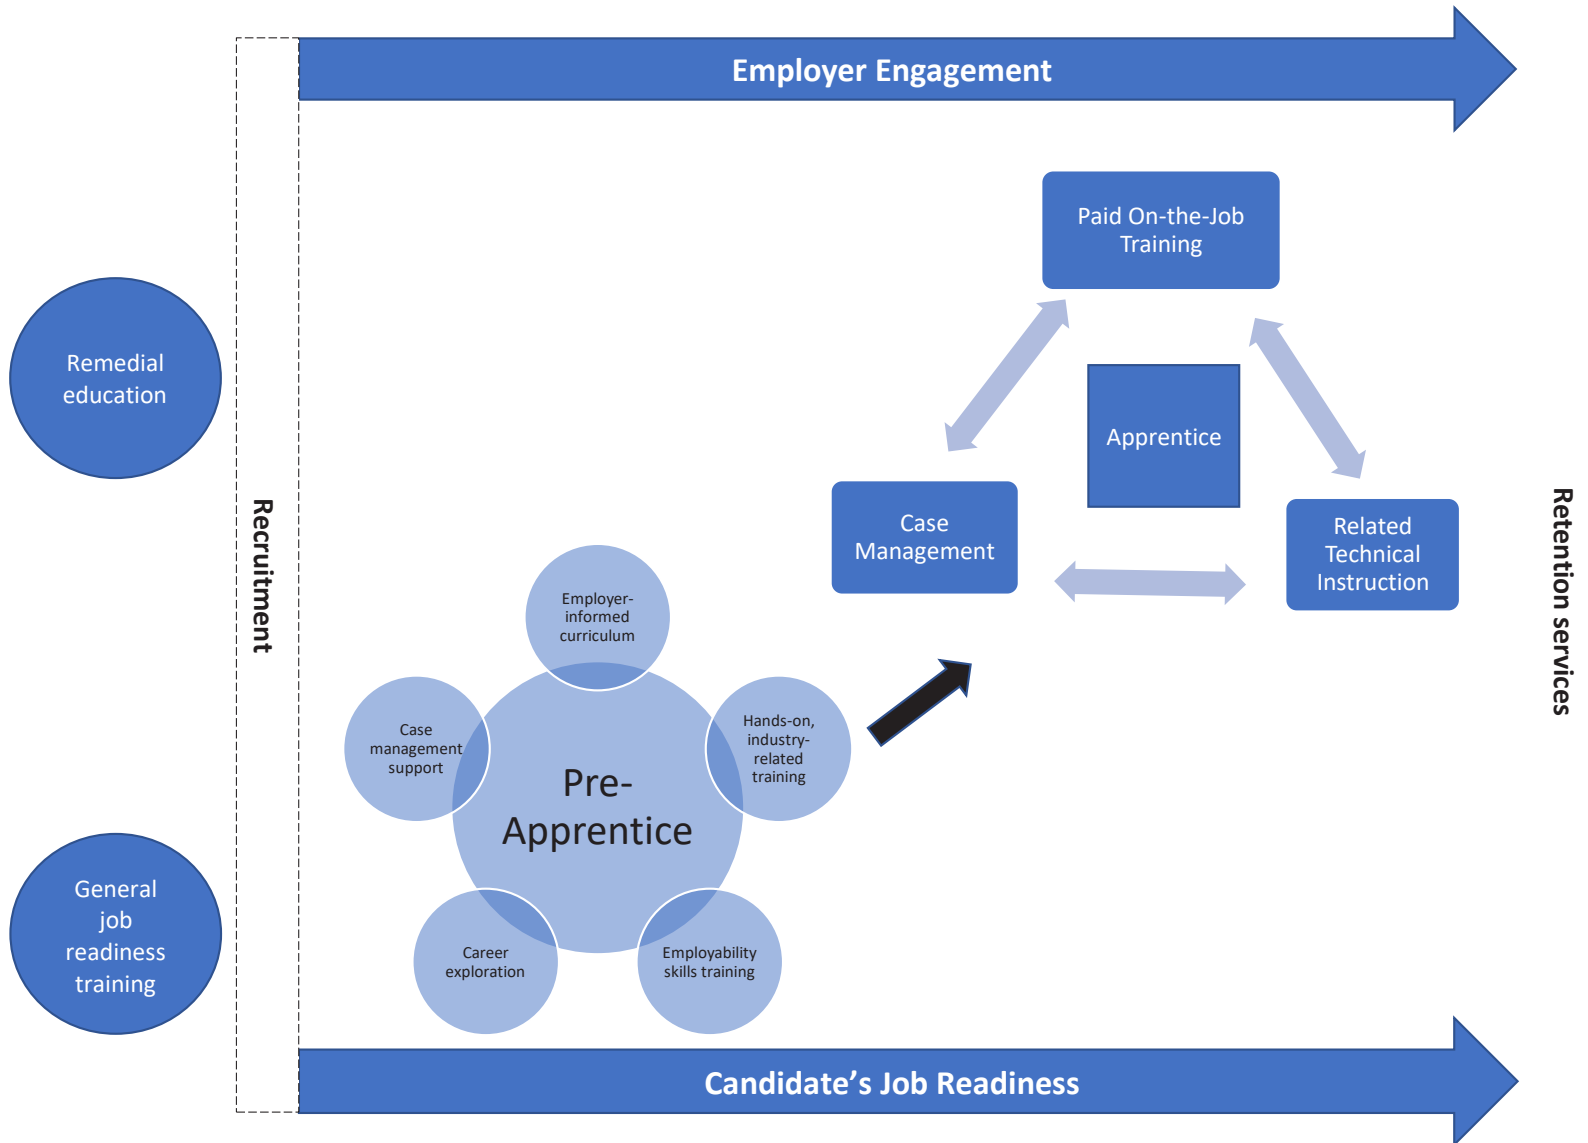 Employer Engagement
Remedial
education
General
job
readiness
training
Recruitment
Employer-
informed
curriculum
Case
management
support
Hands-on,
industry-
related
training
Pre-
Apprentice
Career
exploration
Employability
skills training
Paid On-the-Job
Training
Apprentice
Case
Management
Related
Technical
Instruction
Retention services
Candidate’s Job Readiness